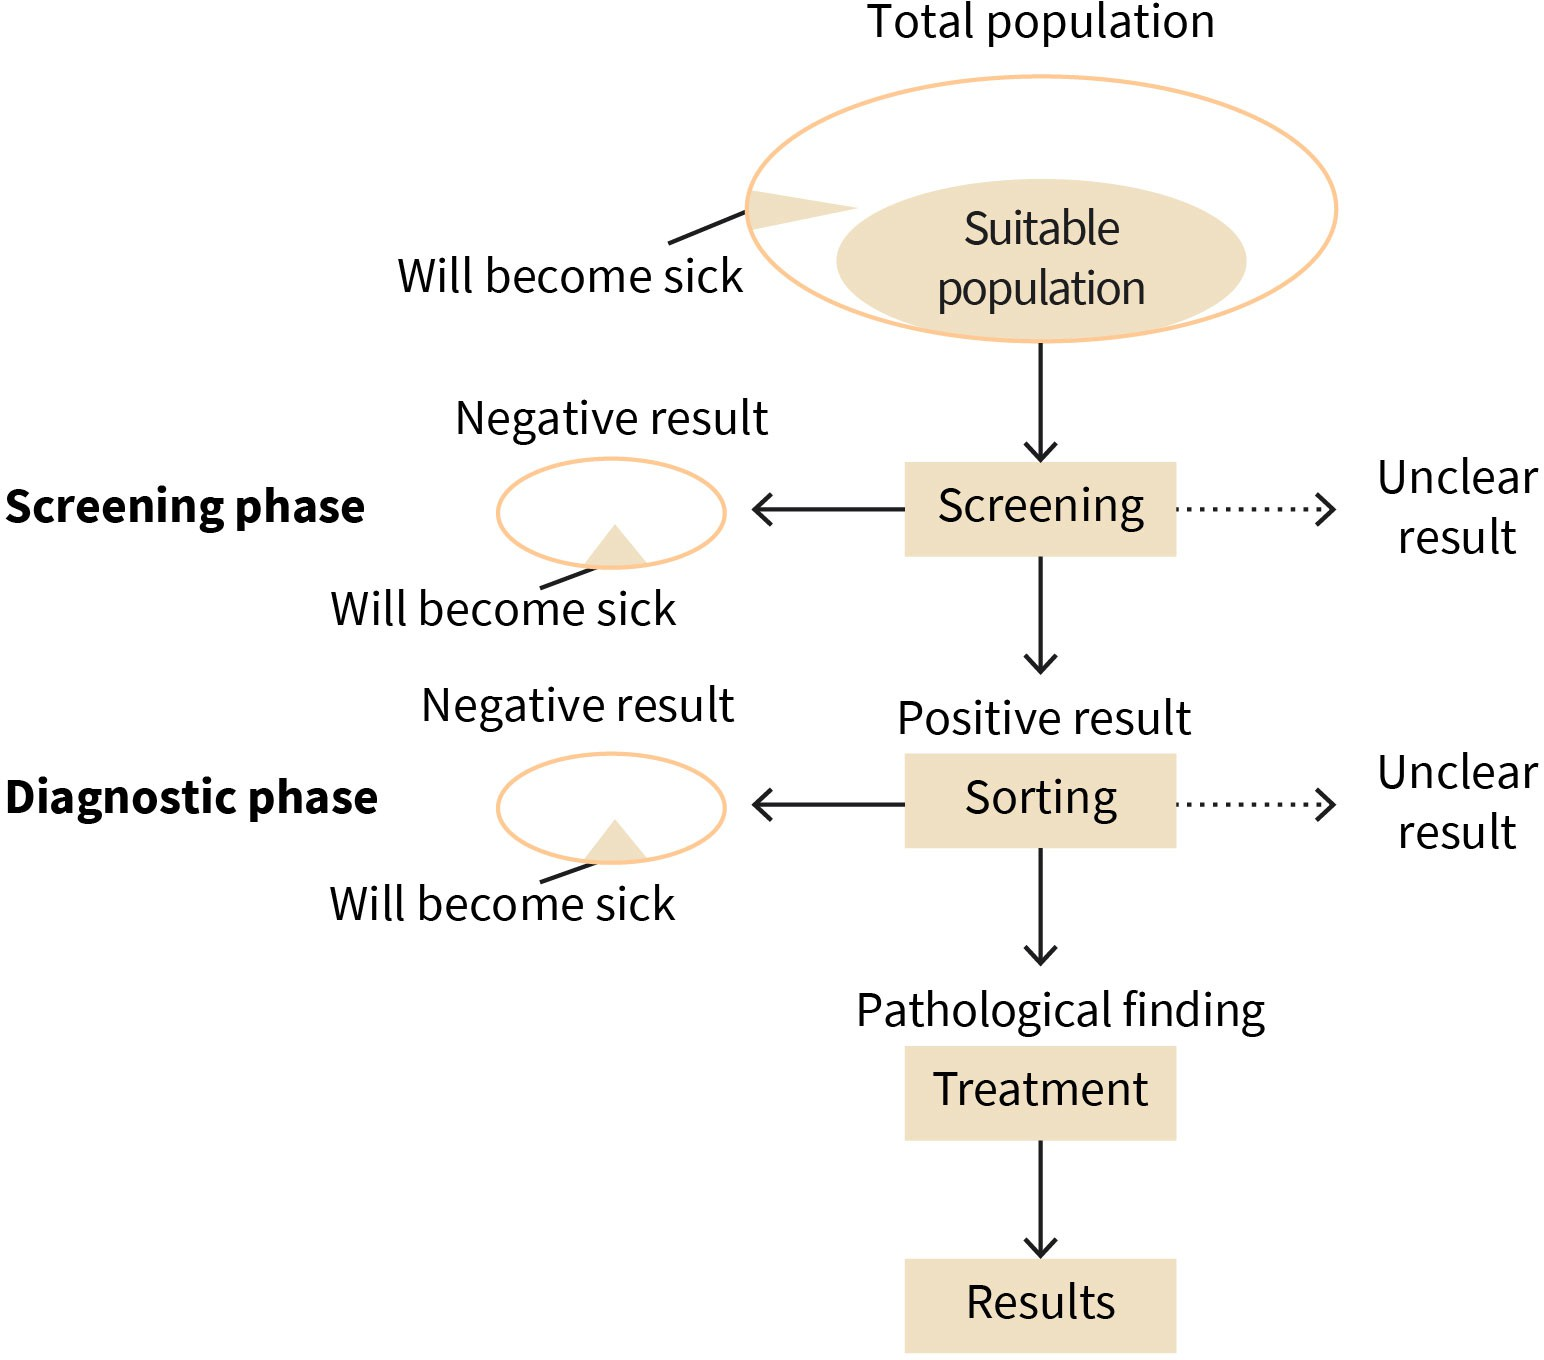 Total population
Suitable
population
Will become sick
Negative result
Screening phase
Screening
Unclear
result
Will become sick
Negative result
Positive result
Diagnostic phase
Sorting
Unclear
result
Will become sick
Pathological finding
Treatment
Results